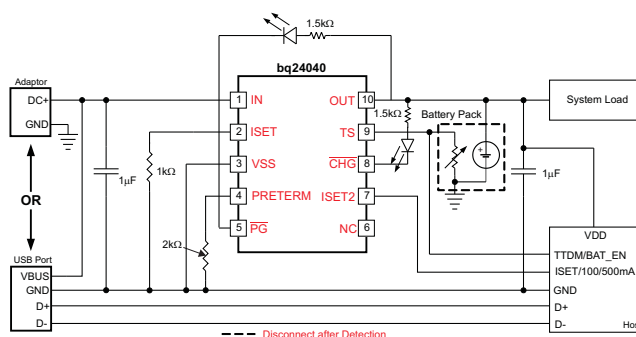 1.5kΩ
bq24040
Adaptor
DC+
GND
OR
USB Port
VBUS
GND
D+
D-
1μF
1kΩ
2kΩ
1 IN
2 ISET
3 VSS
4 PRETERM
5 PG
OUT 10
TS 9
CHG 8
ISET2 7
NC 6
1.5kΩ
Battery Pack
System Load
1μF
VDD
TTDM/BAT_EN
ISET/100/500mA
GND
D+
D-
Disconnect after Detection